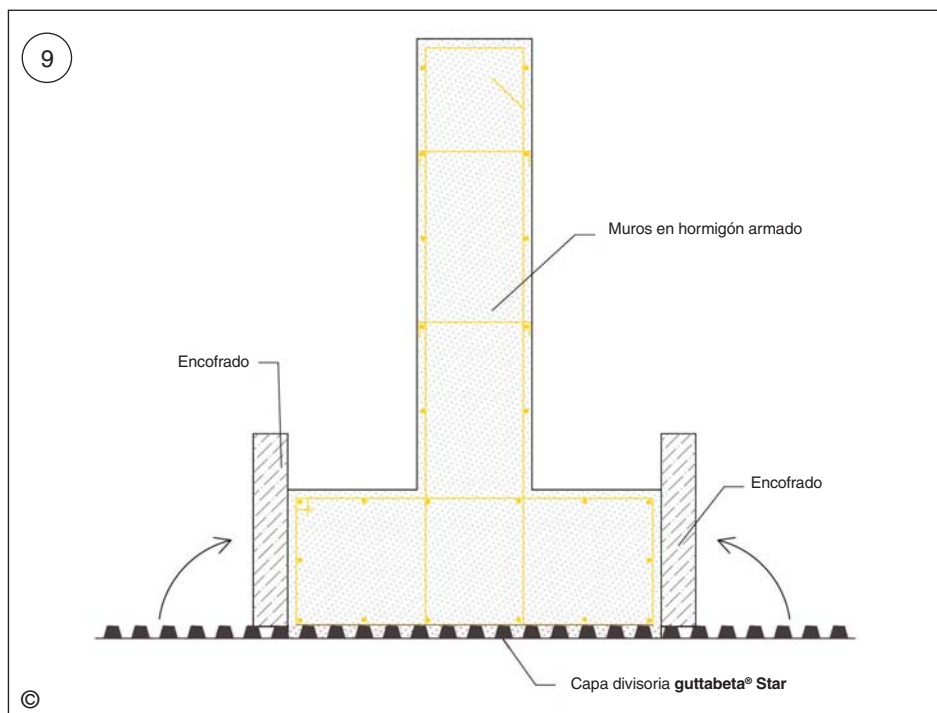 9
Muros en hormigón armado
Encofrado
Encofrado
Capa divisoria guttabeta® Star
©